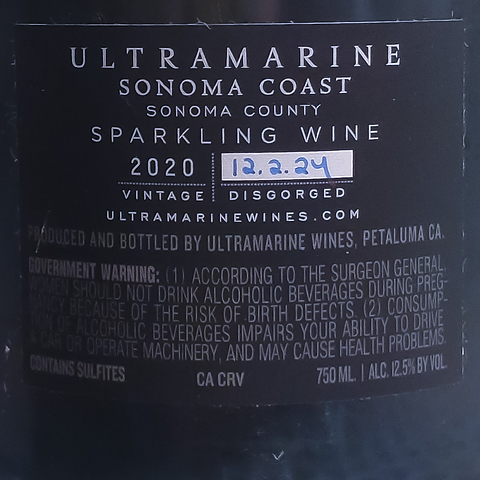 ULTRAMARINE
SONOMA COAST
SONOMA COUNTY
SPARKLING WINE
2020 12.2.24
VINTAGE DISGORGED
ULTRAMARINEWINES.COM
PRODUCED AND BOTTLED BY ULTRAMARINE WINES, PETALUMA CA.
GOVERNMENT WARNING: (1) ACCORDING TO THE SURGEON GENERAL,
WOMEN SHOULD NOT DRINK ALCOHOLIC BEVERAGES DURING PREG-
NANCY BECAUSE OF THE RISK OF BIRTH DEFECTS. (2) CONSUMP-
TION OF ALCOHOLIC BEVERAGES IMPAIRS YOUR ABILITY TO DRIVE
A CAR OR OPERATE MACHINERY, AND MAY CAUSE HEALTH PROBLEMS.
CONTAINS SULFITES CA CRV 750 ML. | ALC. 12.5% BY VOL.